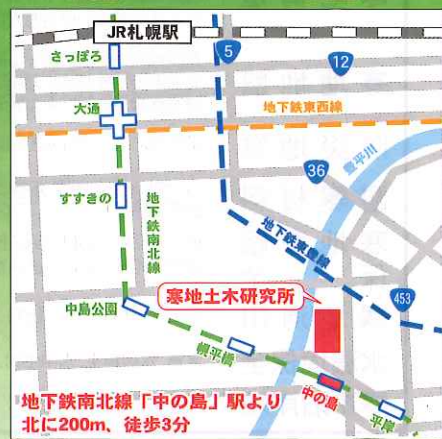 JR札幌駅
さっぽろ
5
12
大通
地下鉄東西線
豊平川
36
すすきの
地下鉄南北線
地下鉄東豊線
寒地土木研究所
453
中島公園
幌平橋
中の島
平岸
地下鉄南北線「中の島」駅より
北に200m、徒歩3分